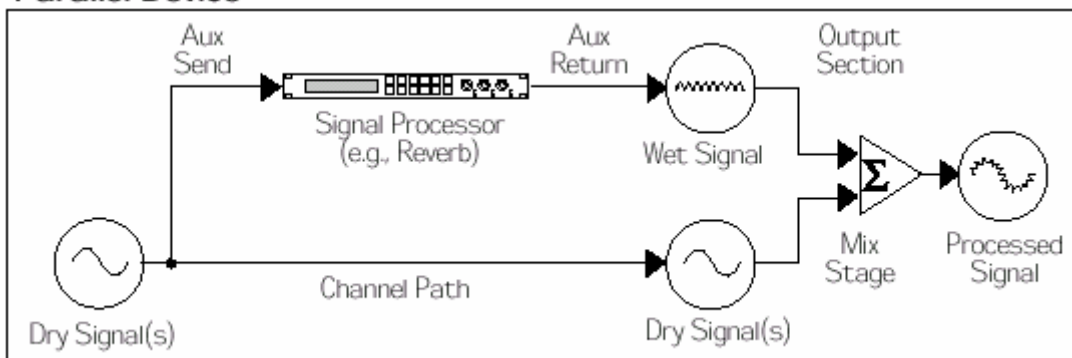 Parallel Device
Aux
Send
Aux
Return
Output
Section
Signal Processor
(e.g., Reverb)
Wet Signal
Σ
Channel Path
Mix
Stage
Processed
Signal
Dry Signal(s)
Dry Signal(s)